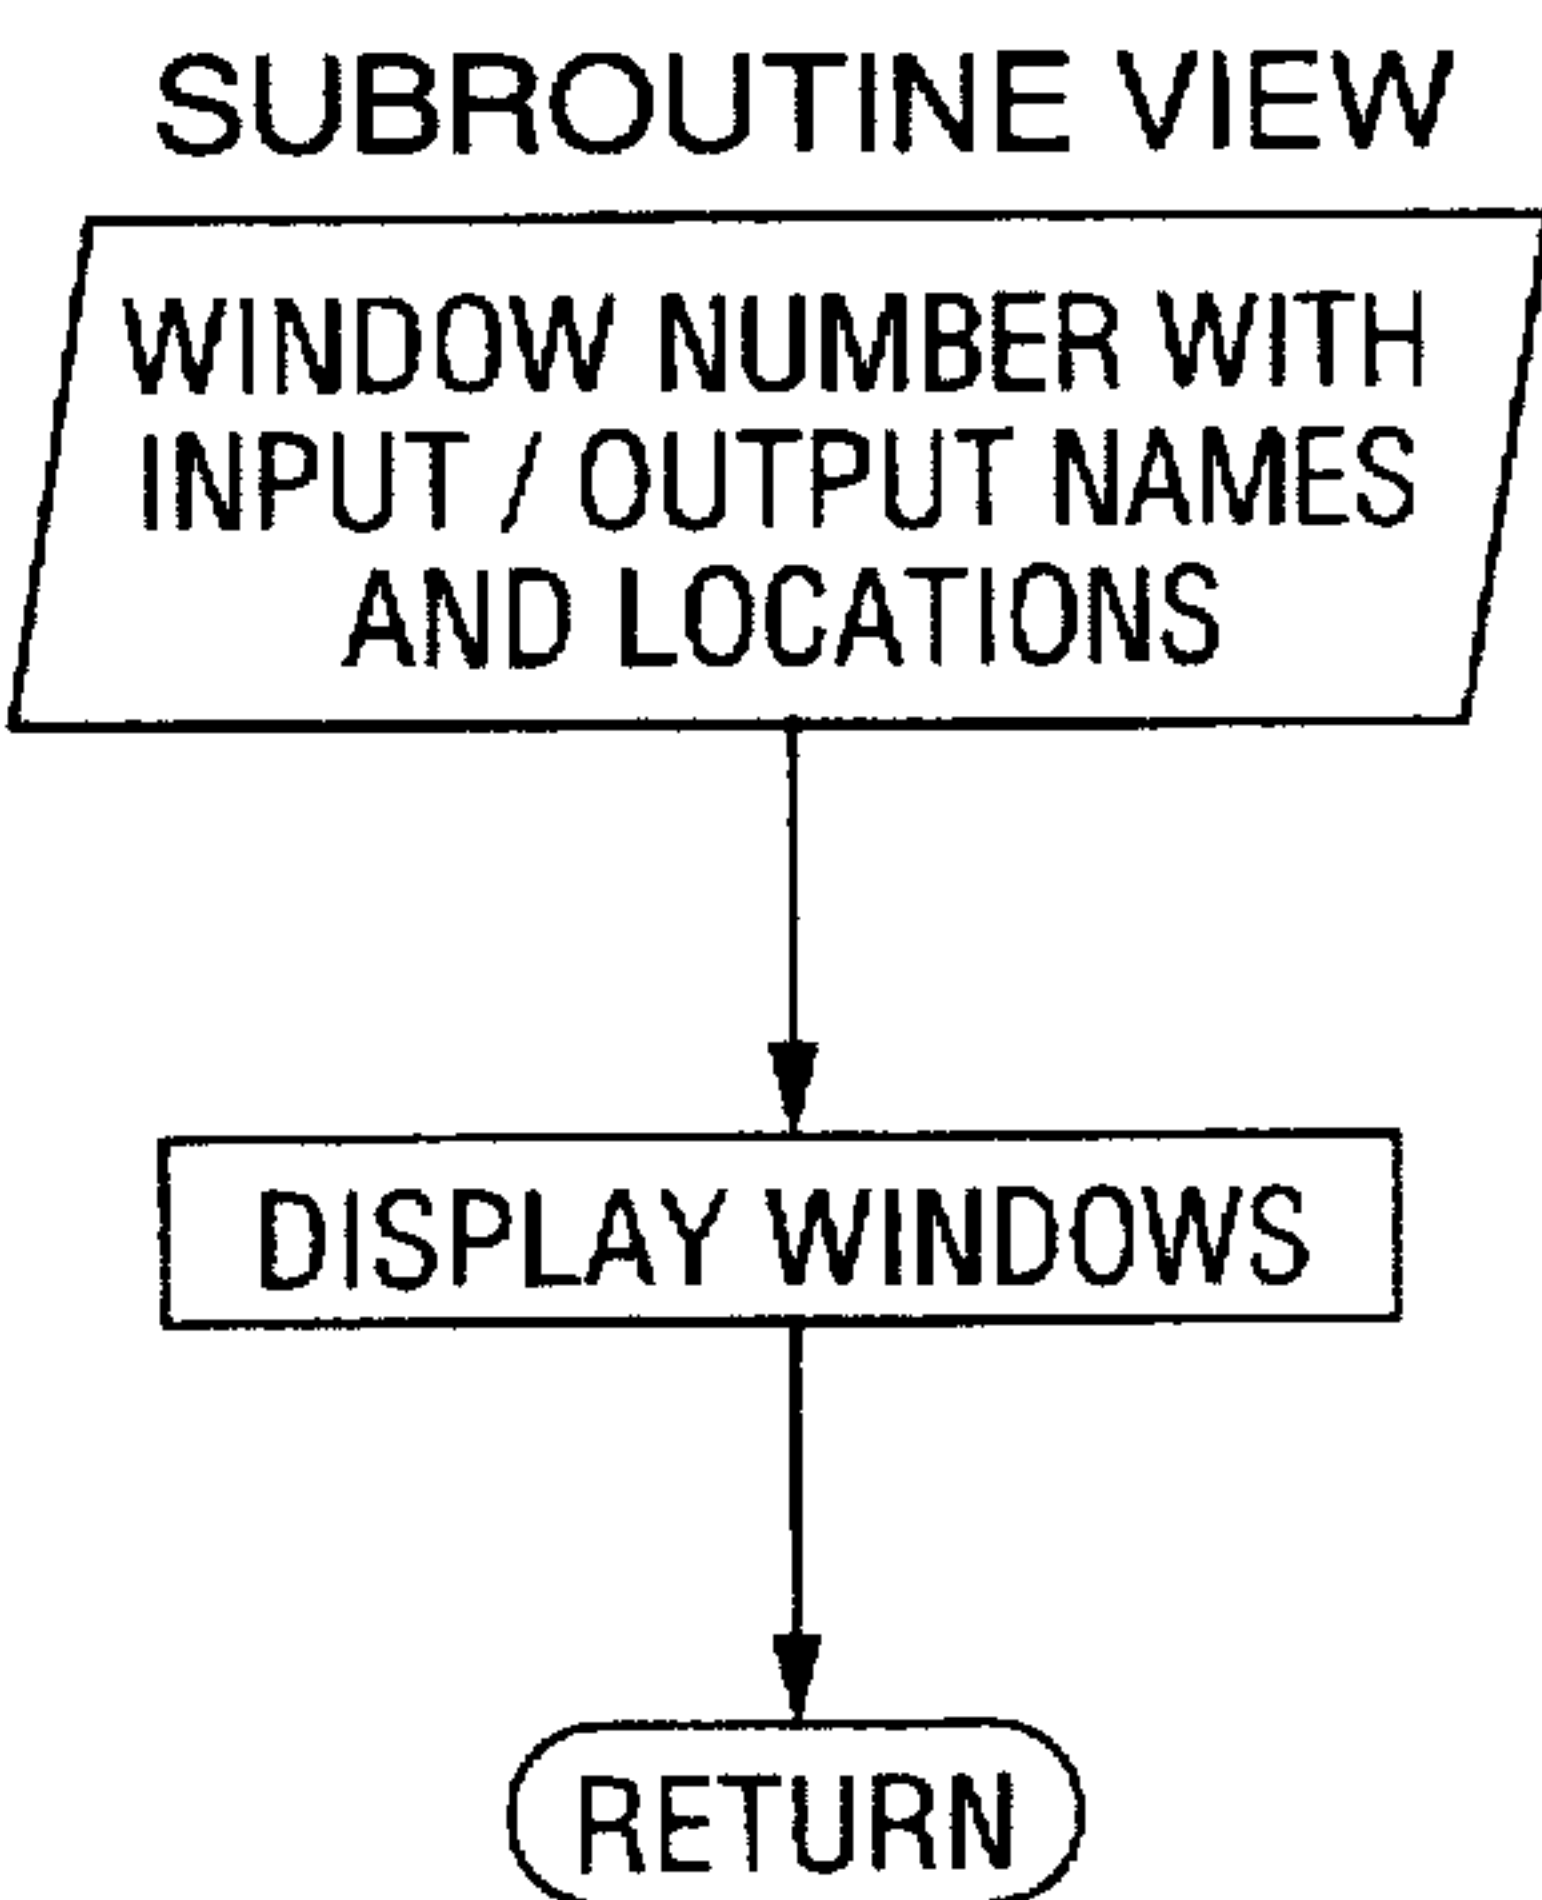 SUBROUTINE VIEW
WINDOW NUMBER WITH
INPUT / OUTPUT NAMES
AND LOCATIONS
DISPLAY WINDOWS
RETURN